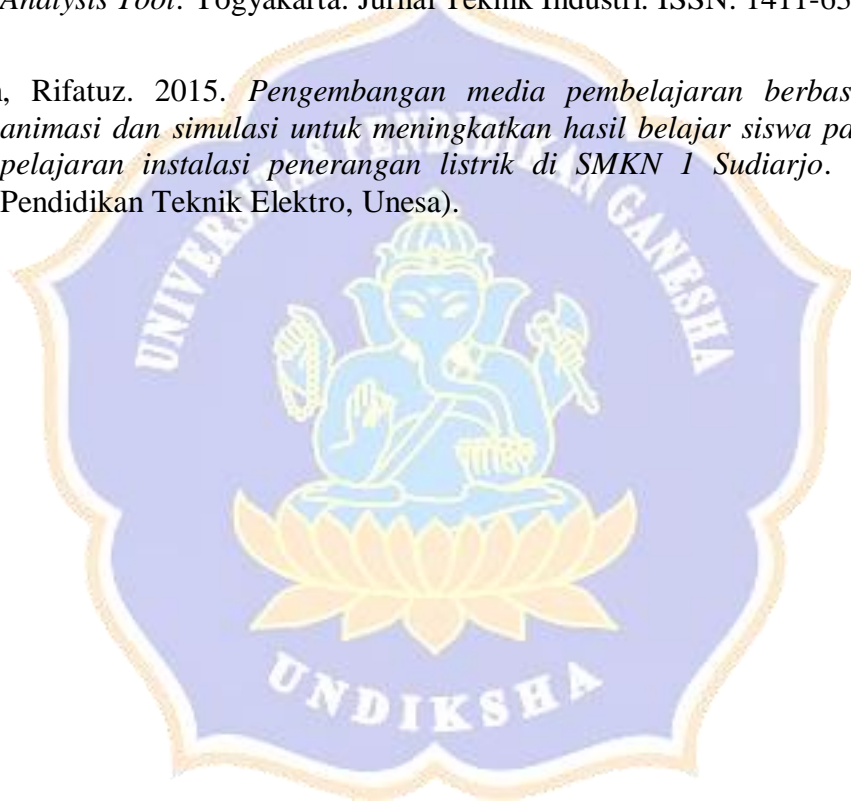 Analysis Tool. Yogyakarta. Jurnal Teknik Industri. ISSN: 1411-63
, Rifatuz. 2015. Pengembangan media pembelajaran berbas
animasi dan simulasi untuk meningkatkan hasil belajar siswa pa
pelajaran instalasi penerangan listrik di SMKN 1 Sudiarjo.
Pendidikan Teknik Elektro, Unesa).
UNIVERSITAS PENDIDIKAN GANESHA
UNDIKSHA